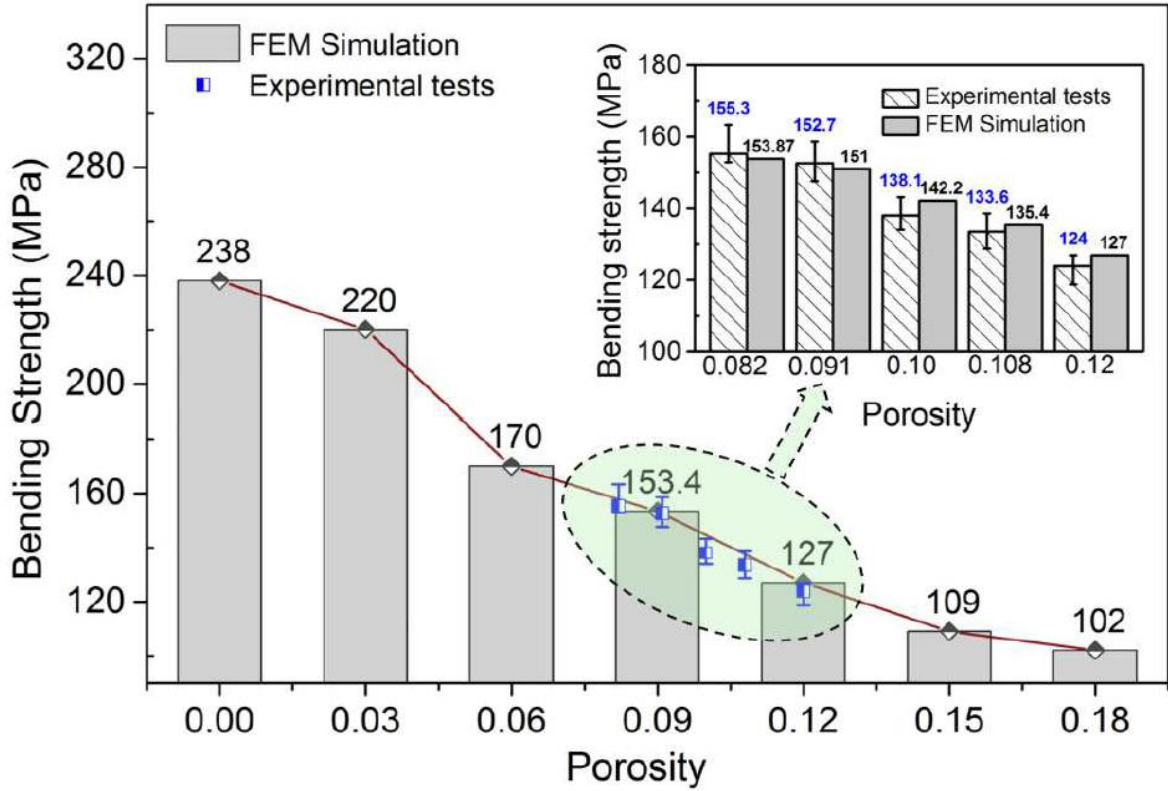 FEM Simulation
Experimental tests
Bending Strength (MPa)
320
280
240
200
160
120
238
220
170
153.4
127
109
102
0.00 0.03 0.06 0.09 0.12 0.15 0.18
Porosity
Bending strength (MPa)
180
160
140
120
100
Experimental tests
FEM Simulation
155.3
153.87
152.7
151
138.1
142.2
133.6
135.4
124
127
0.082 0.091 0.10 0.108 0.12
Porosity